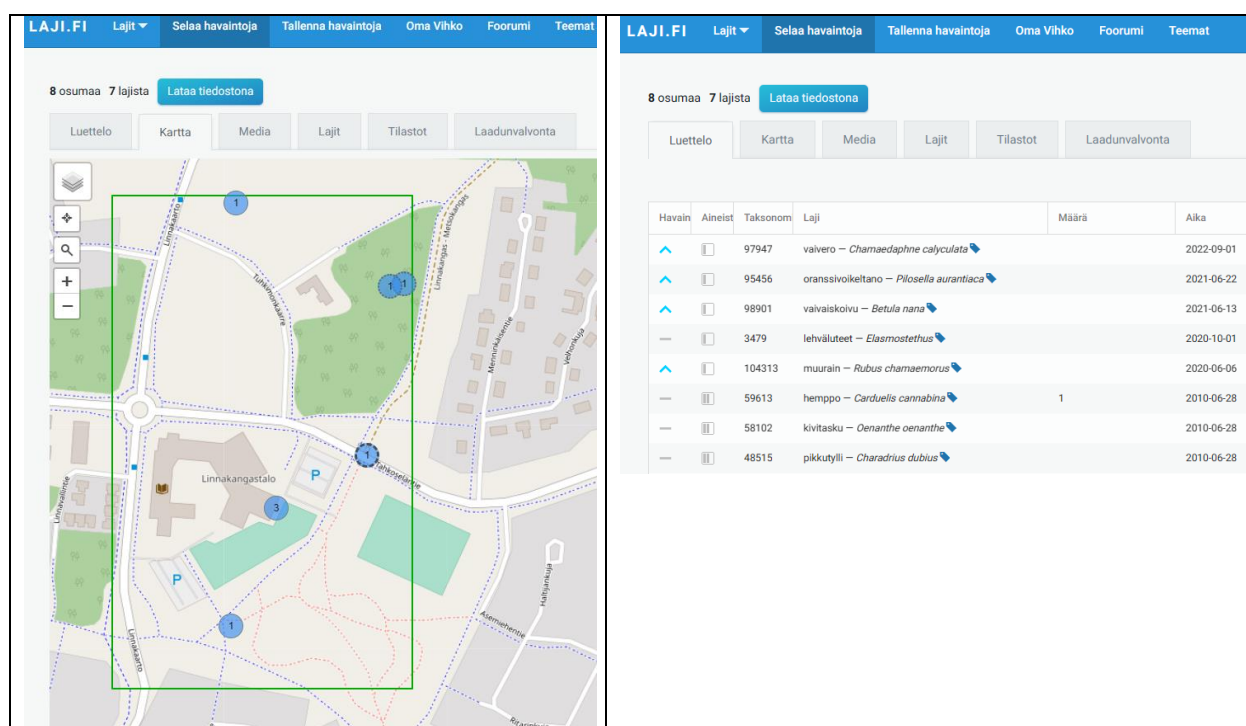 LAJI.FI Lajit Selaa havaintoja Tallenna havaintoja Oma Vihko Foorumi Teemat
8 osumaa 7 lajista Lataa tiedostona
Luettelo Kartta Media Lajit Tilastot Laadunvalvonta
+
−
1
Linnakaarto
Linnakangas - Metsokangas
1 1
Tuhkimonkaarre
Menninkäisentie
Velhonkuja
1
Tähkoselantie
Linnakangastalo
P
3
Linnavallintie
P
Haltijankuja
1
Asemiehentie
Linnakaarto
LAJI.FI Lajit Selaa havaintoja Tallenna havaintoja Oma Vihko Foorumi Teemat
8 osumaa 7 lajista Lataa tiedostona
Luettelo Kartta Media Lajit Tilastot Laadunvalvonta
Havain Aineist Taksonom Laji Määrä Aika
97947 vaivero — Chamaedaphne calyculata 2022-09-01
95456 oranssivoikeltano — Pilosella aurantiaca 2021-06-22
98901 vaivaiskoivu — Betula nana 2021-06-13
3479 lehväluteet — Elasmostethus 2020-10-01
104313 muurain — Rubus chamaemorus 2020-06-06
59613 hemppo — Carduelis cannabina 1 2010-06-28
58102 kivitasku — Oenanthe oenanthe 2010-06-28
48515 pikkutylli — Charadrius dubius 2010-06-28